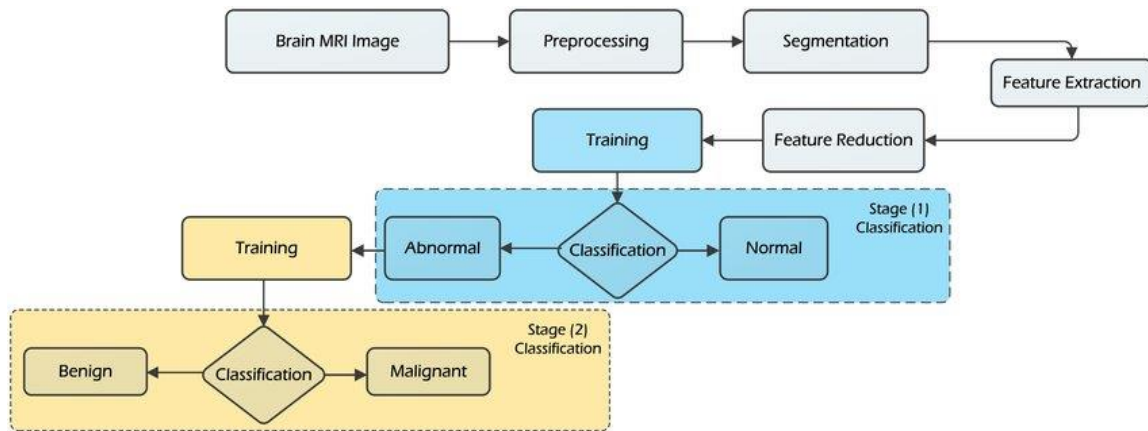 Brain MRI Image
Preprocessing
Segmentation
Feature Extraction
Feature Reduction
Training
Stage (1)
Classification
Classification
Abnormal
Normal
Training
Stage (2)
Classification
Classification
Benign
Malignant